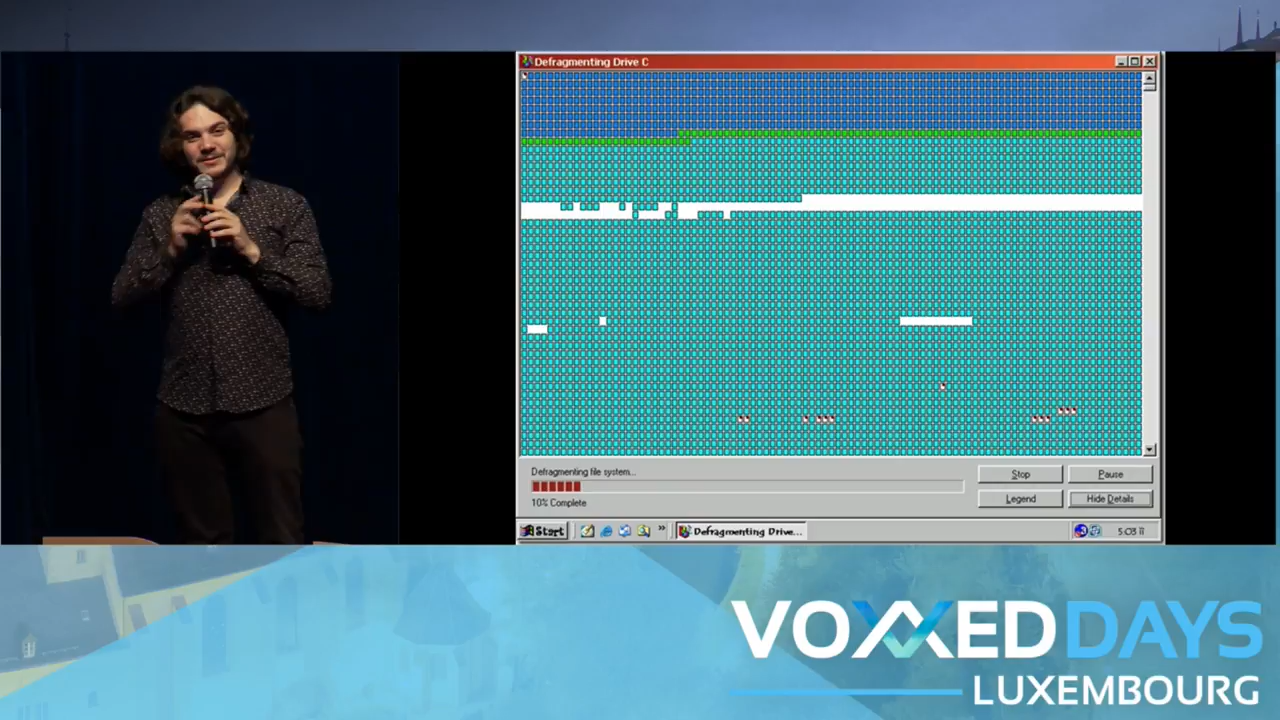 Defragmenting Drive C
Defragmenting file system...
10% Complete
Stop
Pause
Legend
Hide Details
Start
»
Defragmenting Drive...
VOXXED DAYS
LUXEMBOURG